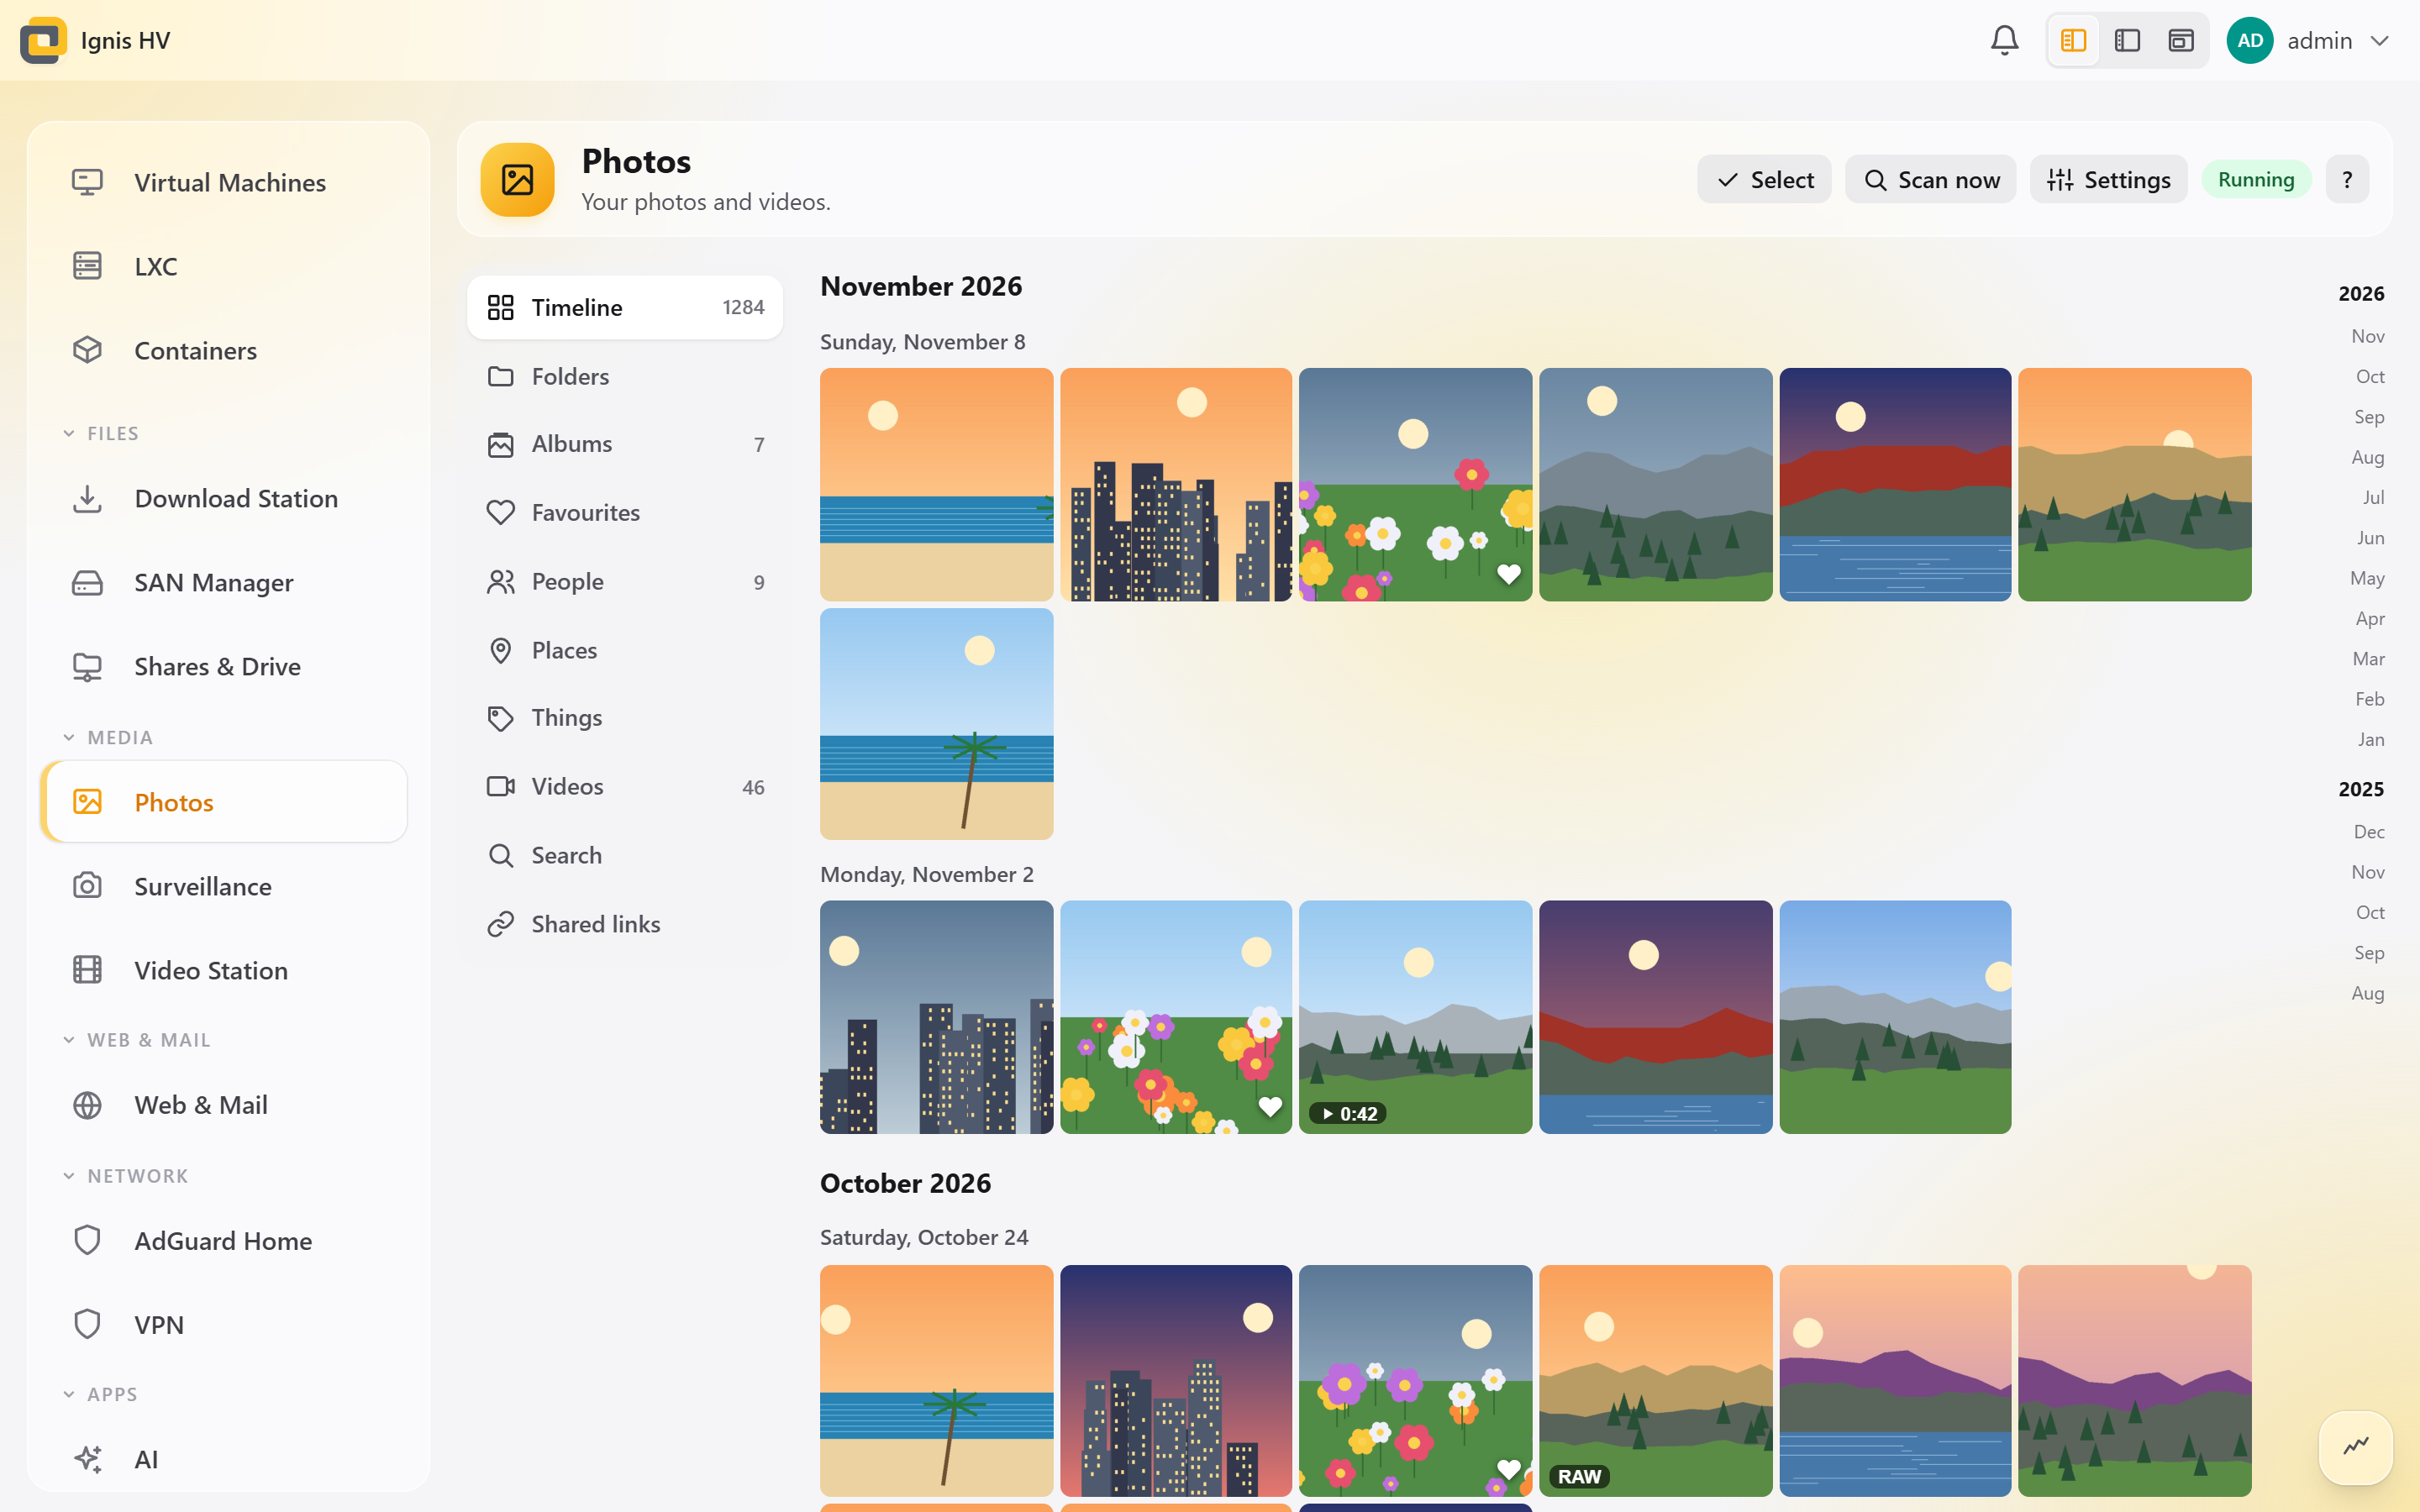 Ignis HV
AD
admin
Virtual Machines
LXC
Containers
FILES
Download Station
SAN Manager
Shares & Drive
MEDIA
Photos
Surveillance
Video Station
WEB & MAIL
Web & Mail
NETWORK
AdGuard Home
VPN
APPS
AI
Photos
Your photos and videos.
Select
Scan now
Settings
Running
?
Timeline 1284
Folders
Albums 7
Favourites
People 9
Places
Things
Videos 46
Search
Shared links
November 2026
Sunday, November 8
Monday, November 2
0:42
October 2026
Saturday, October 24
RAW
2026
Nov
Oct
Sep
Aug
Jul
Jun
May
Apr
Mar
Feb
Jan
2025
Dec
Nov
Oct
Sep
Aug